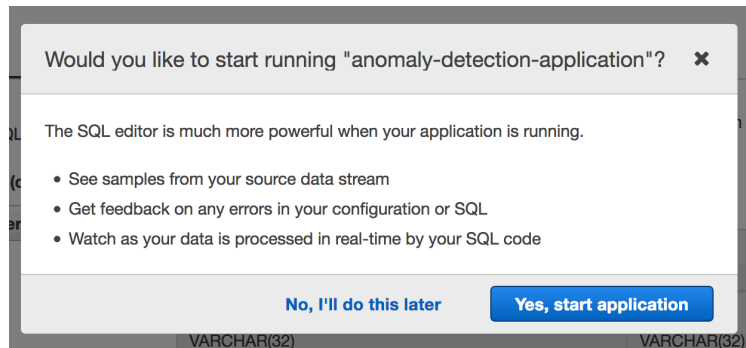 Would you like to start running "anomaly-detection-application"? ✖
The SQL editor is much more powerful when your application is running.
• See samples from your source data stream
• Get feedback on any errors in your configuration or SQL
• Watch as your data is processed in real-time by your SQL code
No, I'll do this later Yes, start application
VARCHAR(32) VARCHAR(32)